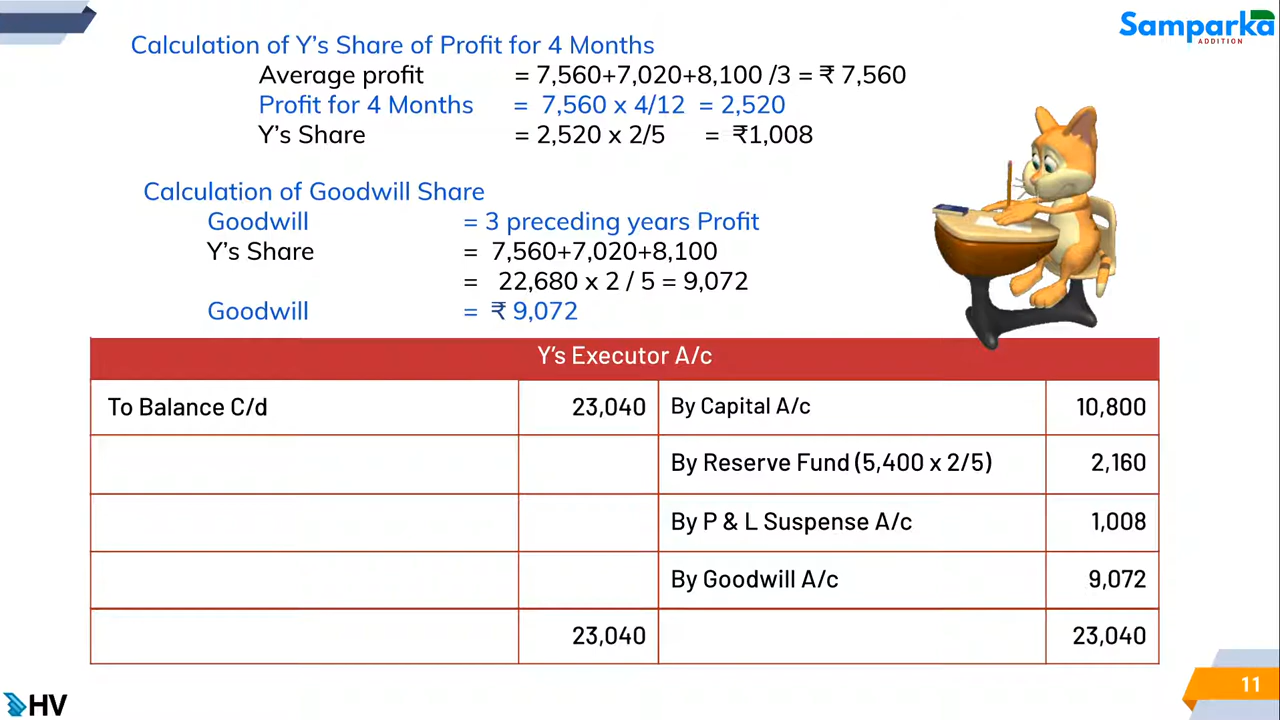 Samparka
ADDITION
Calculation of Y's Share of Profit for 4 Months
Average profit = 7,560+7,020+8,100 /3 = ₹ 7,560
Profit for 4 Months = 7,560 x 4/12 = 2,520
Y's Share = 2,520 x 2/5 = ₹1,008
Calculation of Goodwill Share
Goodwill = 3 preceding years Profit
Y's Share = 7,560+7,020+8,100
= 22,680 x 2 / 5 = 9,072
Goodwill = ₹ 9,072
Y's Executor A/c
To Balance C/d 23,040 By Capital A/c 10,800
By Reserve Fund (5,400 x 2/5) 2,160
By P & L Suspense A/c 1,008
By Goodwill A/c 9,072
23,040 23,040
11
HV